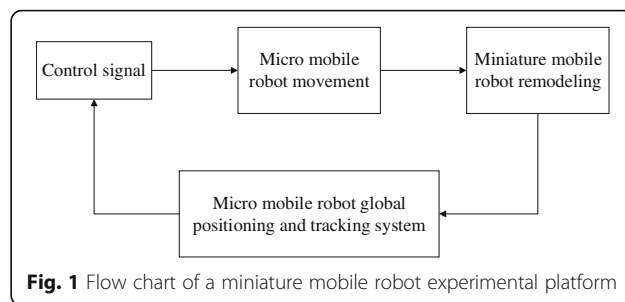 Control signal
Micro mobile
robot movement
Miniature mobile
robot remodeling
Micro mobile robot global
positioning and tracking system
Fig. 1 Flow chart of a miniature mobile robot experimental platform